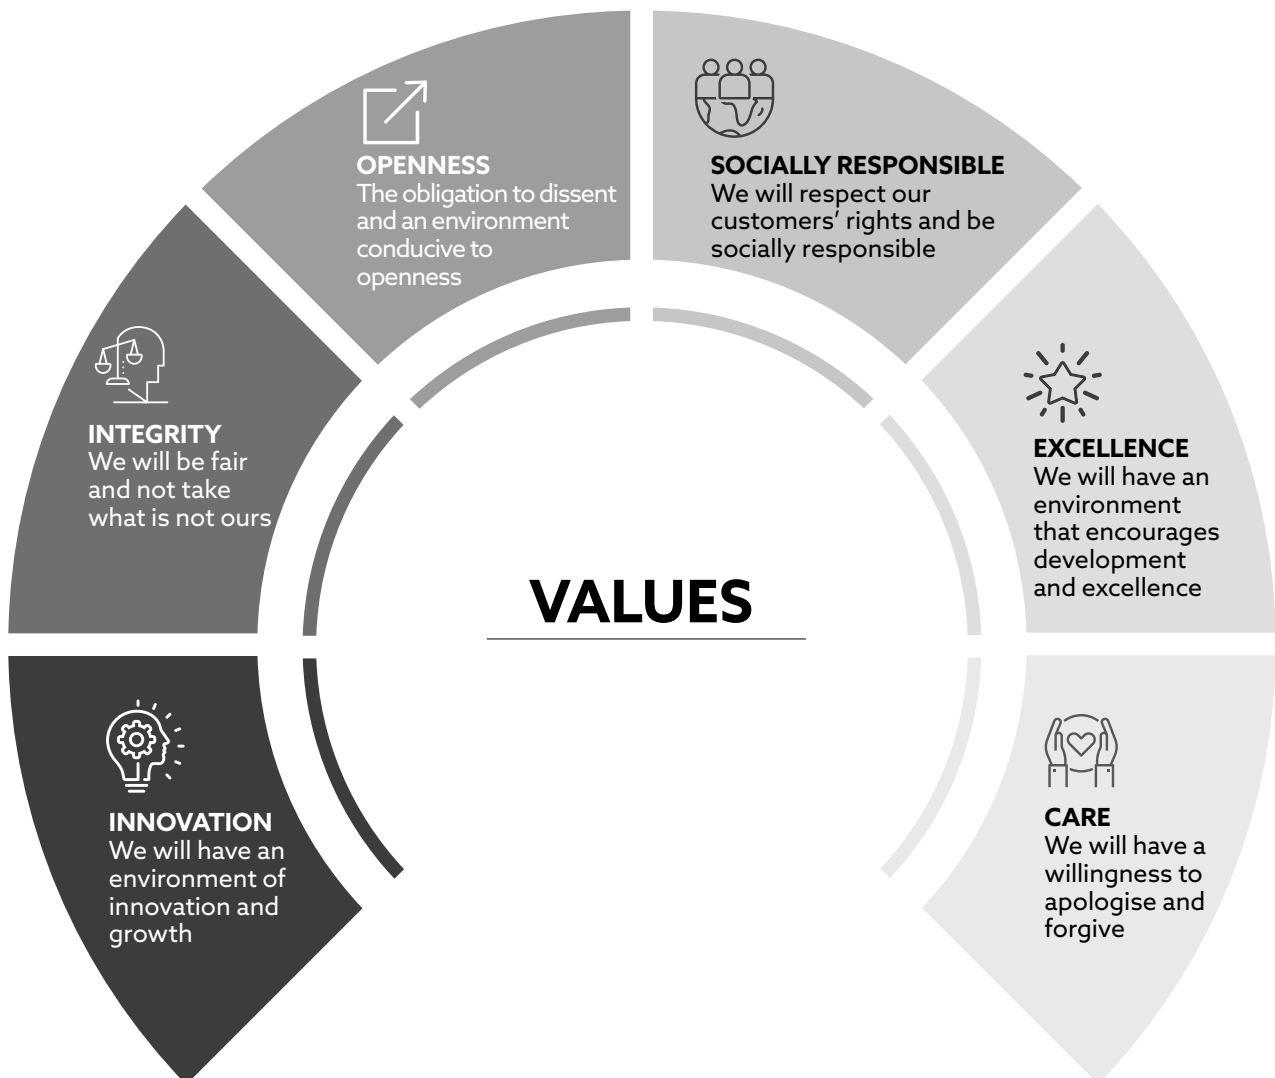 OPENNESS
The obligation to dissent
and an environment
conducive to
openness
SOCIALLY RESPONSIBLE
We will respect our
customers’ rights and be
socially responsible
INTEGRITY
We will be fair
and not take
what is not ours
EXCELLENCE
We will have an
environment
that encourages
development
and excellence
VALUES
INNOVATION
We will have an
environment of
innovation and
growth
CARE
We will have a
willingness to
apologise and
forgive